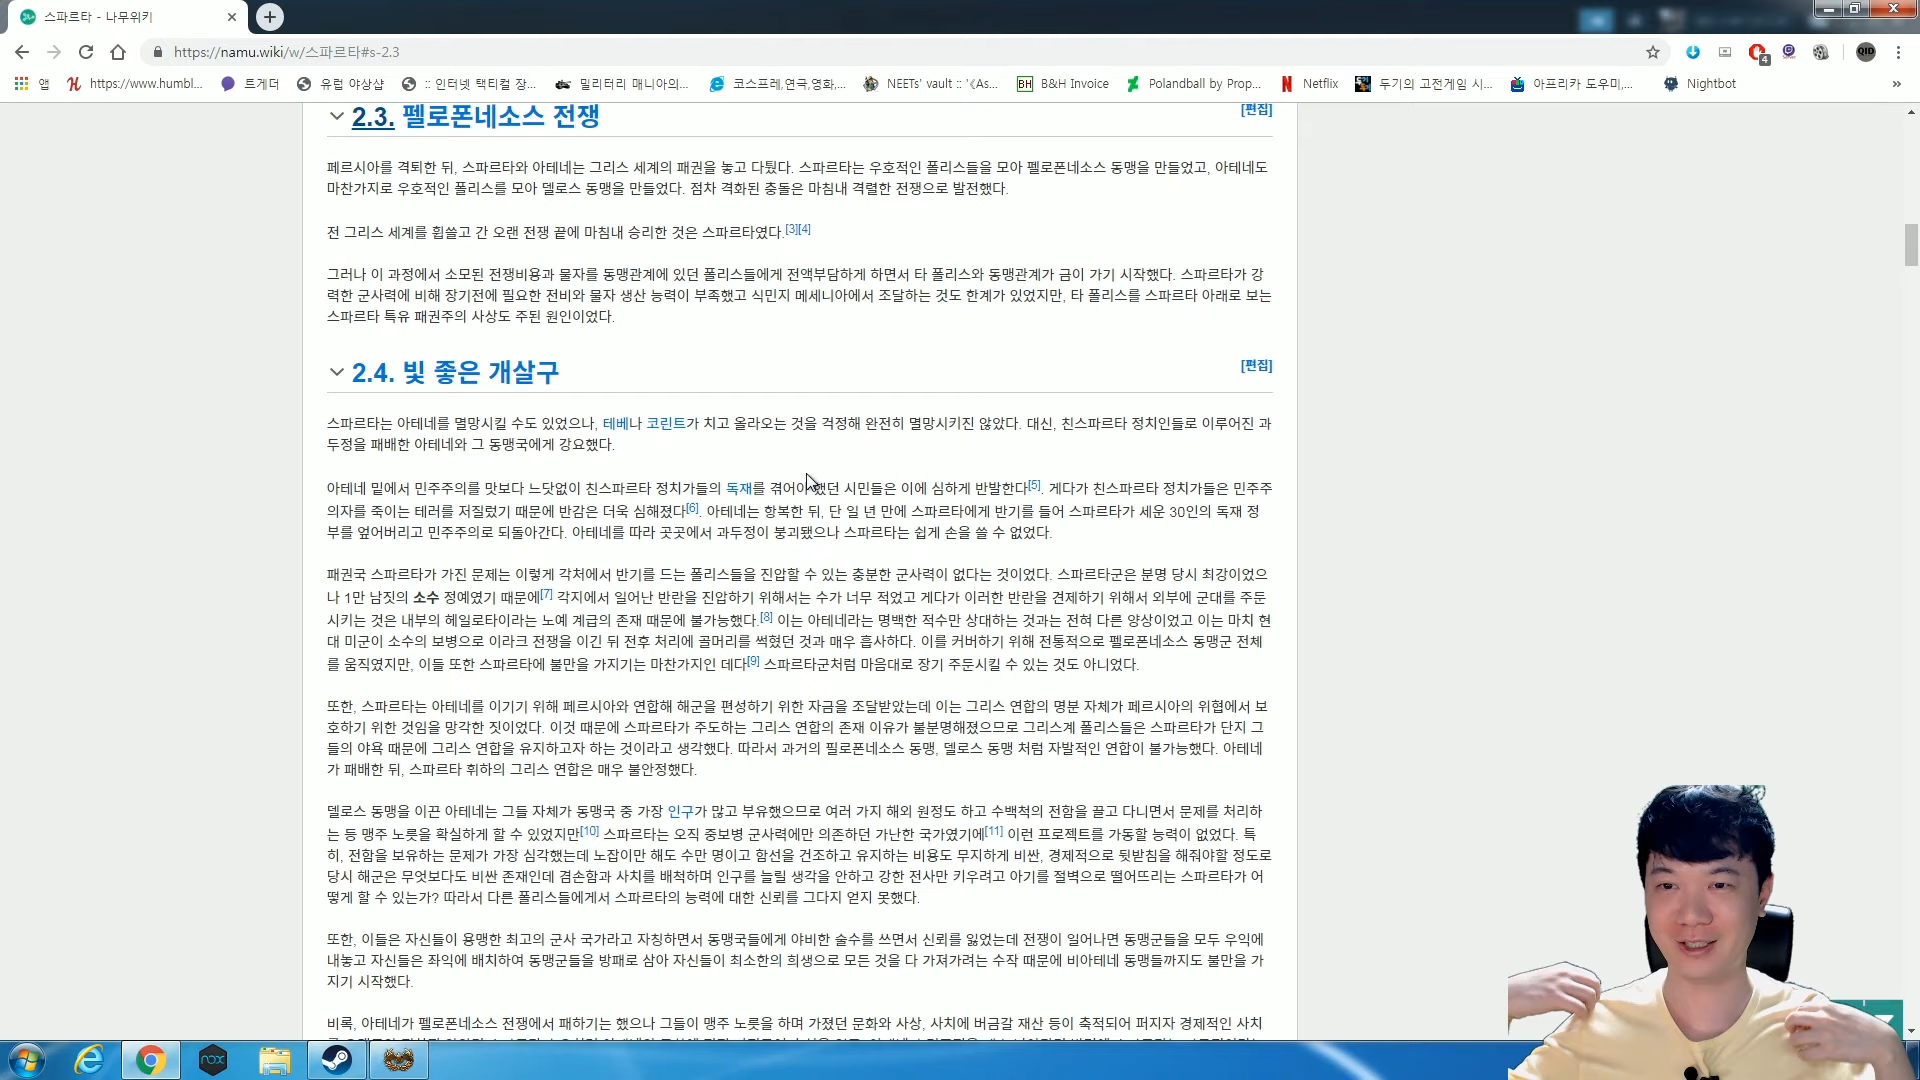 스파르타 - 나무위키
https://namu.wiki/w/스파르타#s-2.3
4
QID
앱
https://www.humbl...
트게더
유럽 야상샵
:: 인터넷 택티컬 장...
밀리터리 매니아의...
코스프레,연극,영화,...
NEETs' vault :: '《As...
BH B&H Invoice
Polandball by Prop...
Netflix
두기의 고전게임 시...
아프리카 도우미,...
Nightbot
»
2.3. 펠로폰네소스 전쟁
[편집]
페르시아를 격퇴한 뒤, 스파르타와 아테네는 그리스 세계의 패권을 놓고 다퉜다. 스파르타는 우호적인 폴리스들을 모아 펠로폰네소스 동맹을 만들었고, 아테네도
마찬가지로 우호적인 폴리스를 모아 델로스 동맹을 만들었다. 점차 격화된 충돌은 마침내 격렬한 전쟁으로 발전했다.
전 그리스 세계를 휩쓸고 간 오랜 전쟁 끝에 마침내 승리한 것은 스파르타였다.[3][4]
그러나 이 과정에서 소모된 전쟁비용과 물자를 동맹관계에 있던 폴리스들에게 전액부담하게 하면서 타 폴리스와 동맹관계가 금이 가기 시작했다. 스파르타가 강
력한 군사력에 비해 장기전에 필요한 전비와 물자 생산 능력이 부족했고 식민지 메세니아에서 조달하는 것도 한계가 있었지만, 타 폴리스를 스파르타 아래로 보는
스파르타 특유 패권주의 사상도 주된 원인이었다.
2.4. 빛 좋은 개살구
[편집]
스파르타는 아테네를 멸망시킬 수도 있었으나, 테베나 코린트가 치고 올라오는 것을 걱정해 완전히 멸망시키진 않았다. 대신, 친스파르타 정치인들로 이루어진 과
두정을 패배한 아테네와 그 동맹국에게 강요했다.
아테네 밑에서 민주주의를 맛보다 느닷없이 친스파르타 정치가들의 독재를 겪어야했던 시민들은 이에 심하게 반발한다[5]. 게다가 친스파르타 정치가들은 민주주
의자를 죽이는 테러를 저질렀기 때문에 반감은 더욱 심해졌다[6]. 아테네는 항복한 뒤, 단 일 년 만에 스파르타에게 반기를 들어 스파르타가 세운 30인의 독재 정
부를 엎어버리고 민주주의로 되돌아간다. 아테네를 따라 곳곳에서 과두정이 붕괴됐으나 스파르타는 쉽게 손을 쓸 수 없었다.
패권국 스파르타가 가진 문제는 이렇게 각처에서 반기를 드는 폴리스들을 진압할 수 있는 충분한 군사력이 없다는 것이었다. 스파르타군은 분명 당시 최강이었으
나 1만 남짓의 소수 정예였기 때문에[7] 각지에서 일어난 반란을 진압하기 위해서는 수가 너무 적었고 게다가 이러한 반란을 견제하기 위해서 외부에 군대를 주둔
시키는 것은 내부의 헤일로타이라는 노예 계급의 존재 때문에 불가능했다.[8] 이는 아테네라는 명백한 적수만 상대하는 것과는 전혀 다른 양상이었고 이는 마치 현
대 미군이 소수의 보병으로 이라크 전쟁을 이긴 뒤 전후 처리에 골머리를 썩혔던 것과 매우 흡사하다. 이를 커버하기 위해 전통적으로 펠로폰네소스 동맹군 전체
를 움직였지만, 이들 또한 스파르타에 불만을 가지기는 마찬가지인 데다[9] 스파르타군처럼 마음대로 장기 주둔시킬 수 있는 것도 아니었다.
또한, 스파르타는 아테네를 이기기 위해 페르시아와 연합해 해군을 편성하기 위한 자금을 조달받았는데 이는 그리스 연합의 명분 자체가 페르시아의 위협에서 보
호하기 위한 것임을 망각한 짓이었다. 이것 때문에 스파르타가 주도하는 그리스 연합의 존재 이유가 불분명해졌으므로 그리스계 폴리스들은 스파르타가 단지 그
들의 야욕 때문에 그리스 연합을 유지하고자 하는 것이라고 생각했다. 따라서 과거의 필로폰네소스 동맹, 델로스 동맹 처럼 자발적인 연합이 불가능했다. 아테네
가 패배한 뒤, 스파르타 휘하의 그리스 연합은 매우 불안정했다.
델로스 동맹을 이끈 아테네는 그들 자체가 동맹국 중 가장 인구가 많고 부유했으므로 여러 가지 해외 원정도 하고 수백척의 전함을 끌고 다니면서 문제를 처리하
는 등 맹주 노릇을 확실하게 할 수 있었지만[10] 스파르타는 오직 중보병 군사력에만 의존하던 가난한 국가였기에[11] 이런 프로젝트를 가동할 능력이 없었다. 특
히, 전함을 보유하는 문제가 가장 심각했는데 노잡이만 해도 수만 명이고 함선을 건조하고 유지하는 비용도 무지하게 비싼, 경제적으로 뒷받침을 해줘야할 정도로
당시 해군은 무엇보다도 비싼 존재인데 겸손함과 사치를 배척하며 인구를 늘릴 생각을 안하고 강한 전사만 키우려고 아기를 절벽으로 떨어뜨리는 스파르타가 어
떻게 할 수 있는가? 따라서 다른 폴리스들에게서 스파르타의 능력에 대한 신뢰를 그다지 얻지 못했다.
또한, 이들은 자신들이 용맹한 최고의 군사 국가라고 자칭하면서 동맹국들에게 야비한 술수를 쓰면서 신뢰를 잃었는데 전쟁이 일어나면 동맹군들을 모두 우익에
내놓고 자신들은 좌익에 배치하여 동맹군들을 방패로 삼아 자신들이 최소한의 희생으로 모든 것을 다 가져가려는 수작 때문에 비아테네 동맹들까지도 불만을 가
지기 시작했다.
비록, 아테네가 펠로폰네소스 전쟁에서 패하기는 했으나 그들이 맹주 노릇을 하며 가졌던 문화와 사상, 사치에 버금갈 재산 등이 축적되어 퍼지자 경제적인 사치
nox